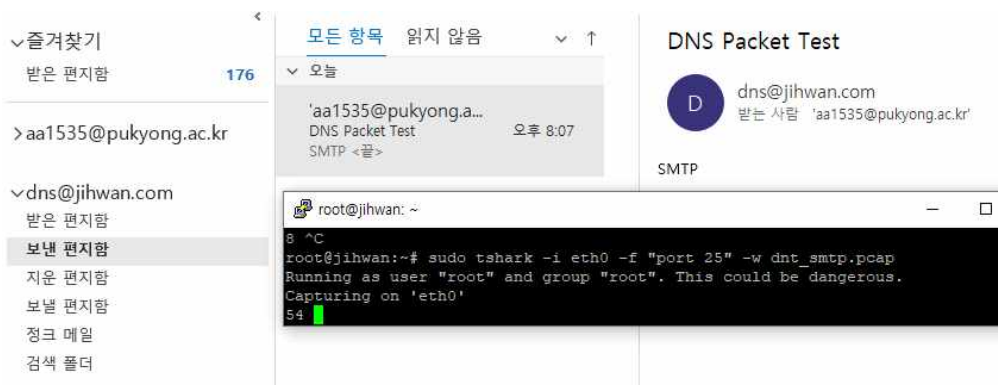 즐겨찾기
받은 편지함 176
aa1535@pukyong.ac.kr
dns@jihwan.com
받은 편지함
보낸 편지함
지운 편지함
보낼 편지함
정크 메일
검색 폴더
모든 항목 읽지 않음
오늘
'aa1535@pukyong.a...
DNS Packet Test 오후 8:07
SMTP <끝>
DNS Packet Test
D
dns@jihwan.com
받는 사람 'aa1535@pukyong.ac.kr'
SMTP
root@jihwan: ~
8 ^C
root@jihwan:~# sudo tshark -i eth0 -f "port 25" -w dnt_smtp.pcap
Running as user "root" and group "root". This could be dangerous.
Capturing on 'eth0'
54